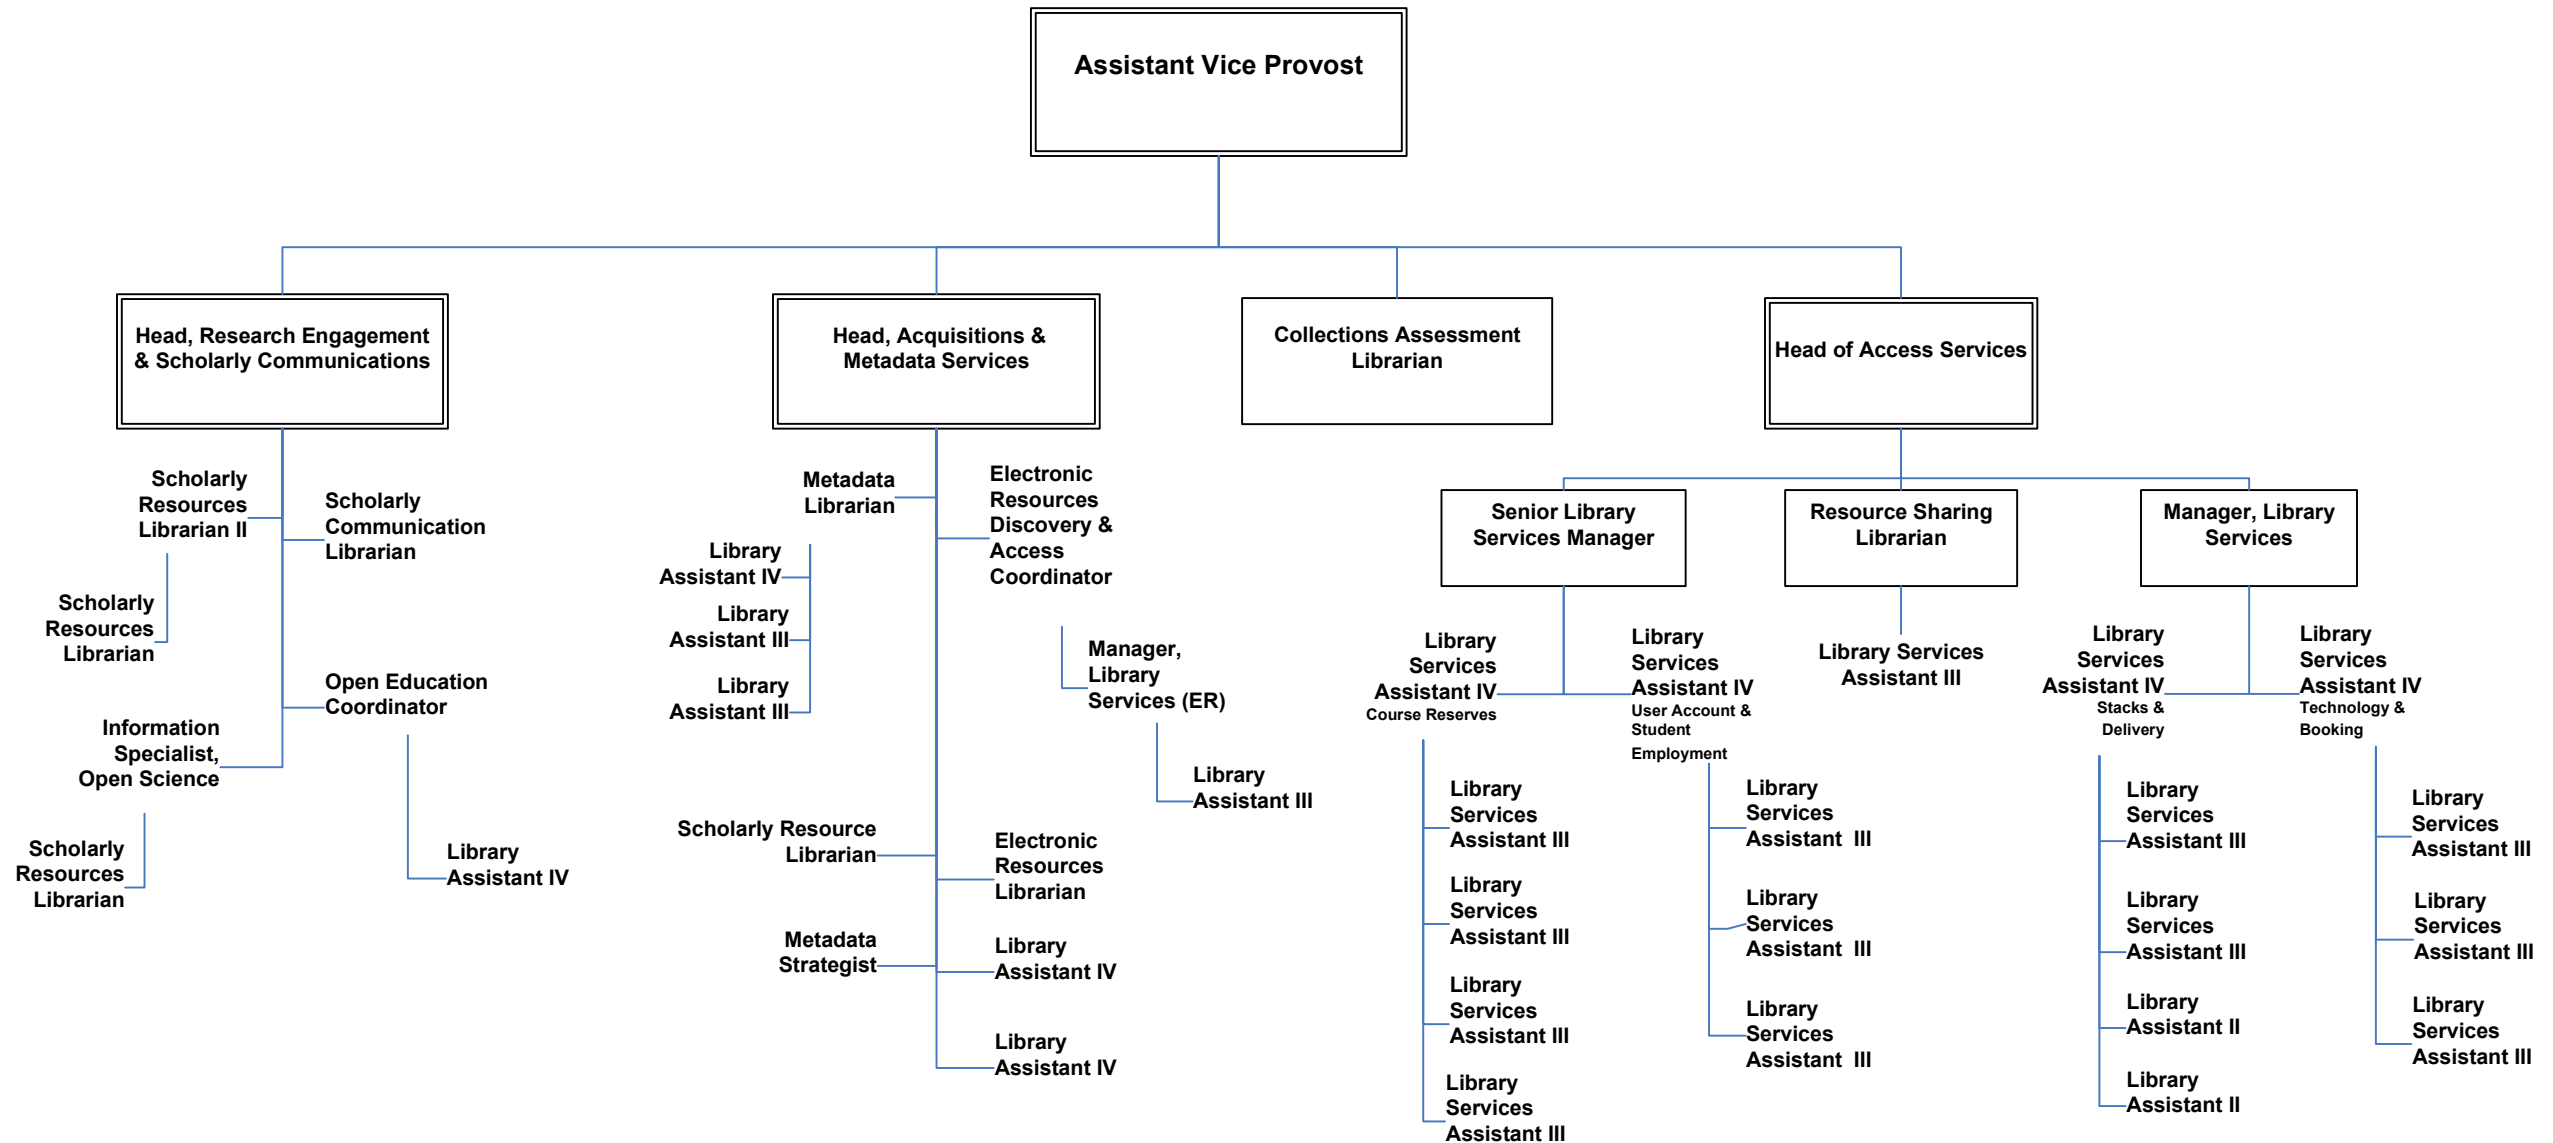 Assistant Vice Provost
Head, Research Engagement
& Scholarly Communications
Head, Acquisitions &
Metadata Services
Collections Assessment
Librarian
Head of Access Services
Scholarly
Resources
Librarian II
Scholarly
Communication
Librarian
Scholarly
Resources
Librarian
Open Education
Coordinator
Information
Specialist,
Open Science
Scholarly
Resources
Librarian
Library
Assistant IV
Metadata
Librarian
Electronic
Resources
Discovery &
Access
Coordinator
Library
Assistant IV
Library
Assistant III
Library
Assistant III
Manager,
Library
Services (ER)
Library
Assistant III
Scholarly Resource
Librarian
Electronic
Resources
Librarian
Metadata
Strategist
Library
Assistant IV
Library
Assistant IV
Senior Library
Services Manager
Resource Sharing
Librarian
Manager, Library
Services
Library
Services
Assistant IV
Course Reserves
Library
Services
Assistant IV
User Account &
Student
Employment
Library Services
Assistant III
Library
Services
Assistant IV
Stacks &
Delivery
Library
Services
Assistant IV
Technology &
Booking
Library
Services
Assistant III
Library
Services
Assistant III
Library
Services
Assistant III
Library
Services
Assistant III
Library
Services
Assistant III
Library
Services
Assistant III
Library
Services
Assistant III
Library
Services
Assistant III
Library
Services
Assistant III
Library
Assistant II
Library
Assistant II
Library
Services
Assistant III
Library
Services
Assistant III
Library
Services
Assistant III